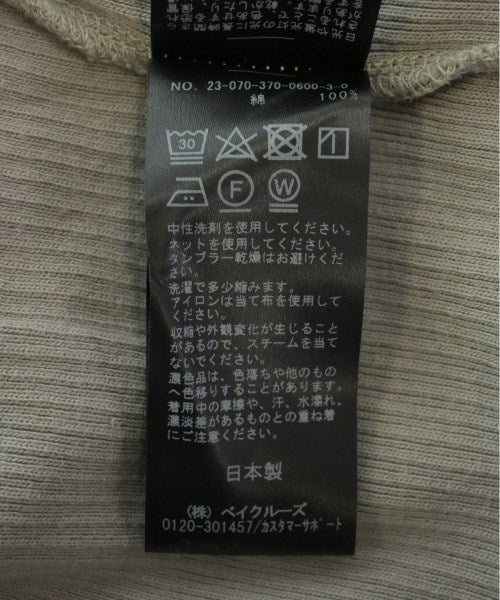 NO. 23-070-370-0600-3-0
綿 100%
30
F W
中性洗剤を使用してください。
ネットを使用してください。
タンブラー乾燥はお避けくだ
さい。
洗濯で多少縮みます。
アイロンは当て布を使用して
ください。
収縮や外観変化が生じること
があるので、スチームを当て
ないでください。
濃色品は、色落ちや他のもの
へ色移りすることがあります。
着用中の摩擦や、汗、水濡れ、
濃淡差があるものとの重ね着
にご注意ください。
日本製
(株) ベイクルーズ
0120-301457/カスタマーサポート